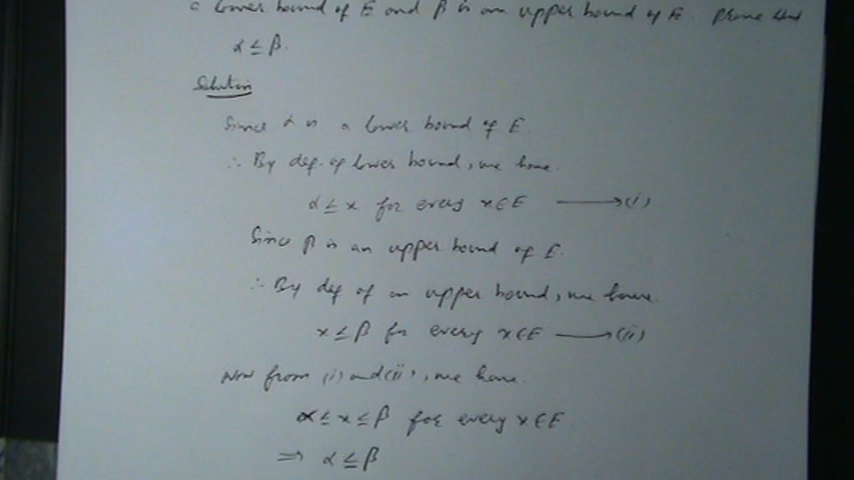 a lower bound of E and β is an upper bound of E. Prove that
α ≤ β.
Solution
Since α is a lower bound of E
∴ By def. of lower bound, we have.
α ≤ x for every x ∈ E ⟶ (i)
Since β is an upper bound of E.
∴ By def of an upper bound, we have.
x ≤ β for every x ∈ E ⟶ (ii)
Now from (i) and (ii), we have.
α ≤ x ≤ β for every x ∈ E
⇒ α ≤ β